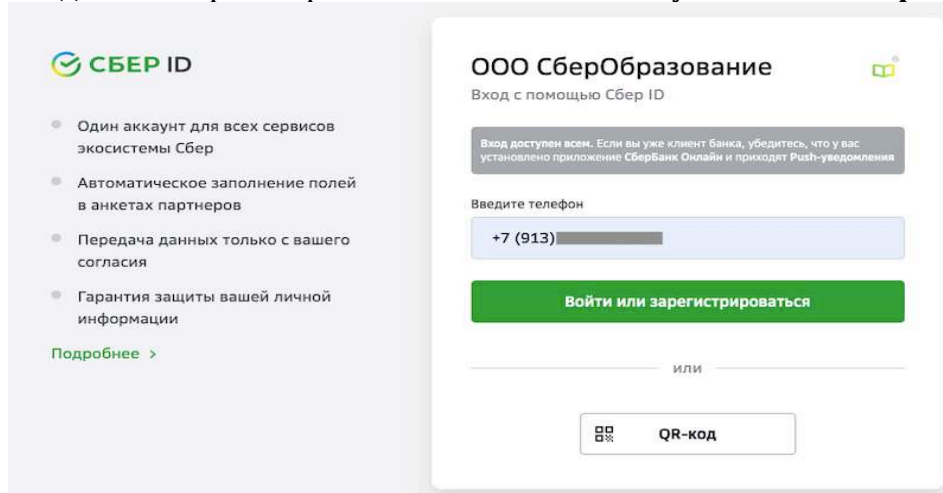 СБЕР ID
Один аккаунт для всех сервисов
экосистемы Сбер
Автоматическое заполнение полей
в анкетах партнеров
Передача данных только с вашего
согласия
Гарантия защиты вашей личной
информации
Подробнее >
ООО СберОбразование
Вход с помощью Сбер ID
Вход доступен всем. Если вы уже клиент банка, убедитесь, что у вас
установлено приложение СберБанк Онлайн и приходят Push-уведомления
Введите телефон
+7 (913)
Войти или зарегистрироваться
или
QR-код